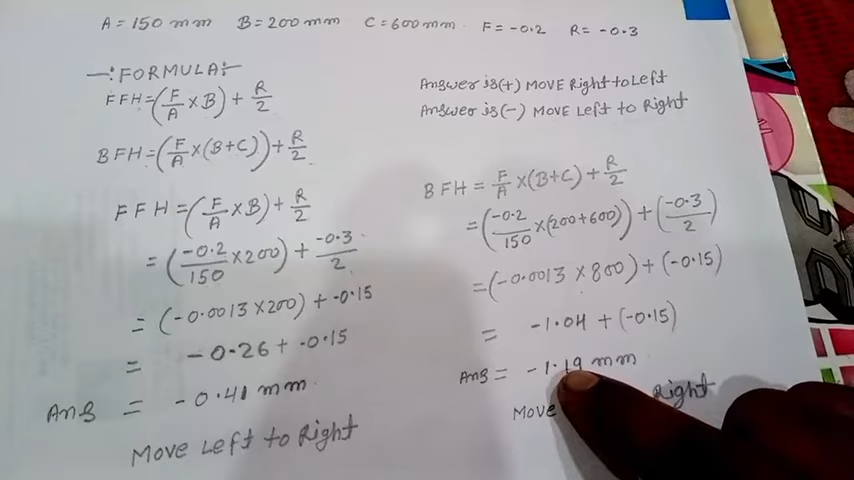 A = 150 mm B = 200 mm C = 600 mm. F = -0.2 R = -0.3
—:FORMULA:—
FFH = (F/A × B) + R/2
BFH = (F/A × (B+C)) + R/2
Answer is (+) MOVE Right to Left
Answer is (-) MOVE Left to Right
FFH = (F/A × B) + R/2
= (-0.2/150 × 200) + -0.3/2
= (-0.0013 × 200) + -0.15
= -0.26 + -0.15
Ans = -0.41 mm.
Move Left to Right
BFH = F/A × (B+C) + R/2
= (-0.2/150 × (200+600)) + (-0.3/2)
= (-0.0013 × 800) + (-0.15)
= -1.04 + (-0.15)
Ans = -1.19 mm
Move Right